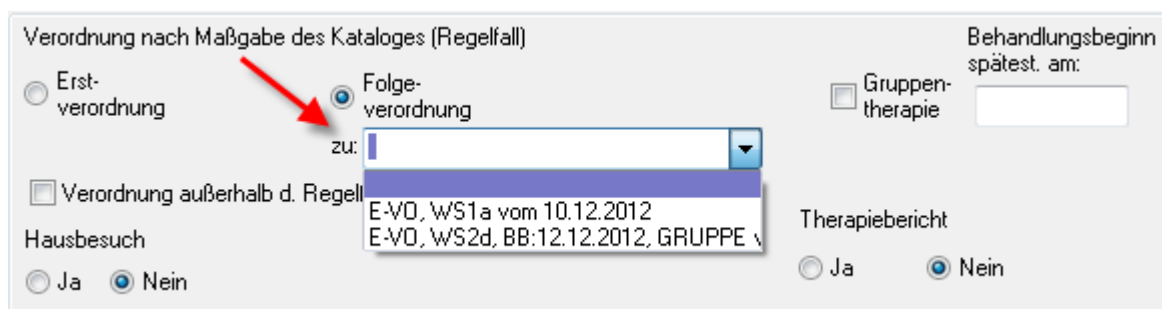 Verordnung nach Maßgabe des Kataloges (Regelfall)
Behandlungsbeginn
spätest. am:
Erst-
verordnung
Folge-
verordnung
Gruppen-
therapie
zu:
Verordnung außerhalb d. Regel
E-VO, WS1a vom 10.12.2012
E-VO, WS2d, BB:12.12.2012, GRUPPE
Hausbesuch
Therapiebericht
Ja
Nein
Ja
Nein